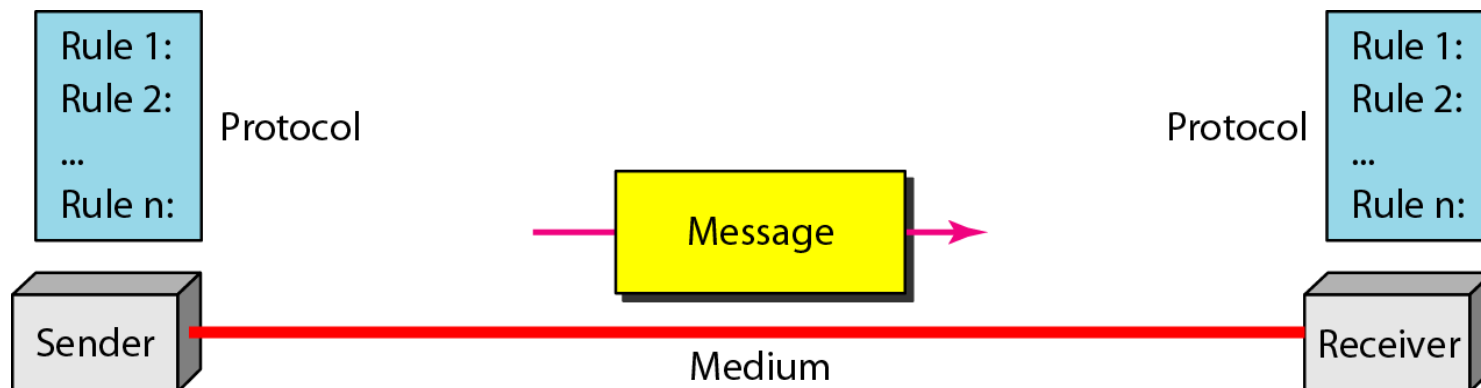 Rule 1:
Rule 2:
...
Rule n:
Protocol
Protocol
Rule 1:
Rule 2:
...
Rule n:
Message
Sender
Medium
Receiver